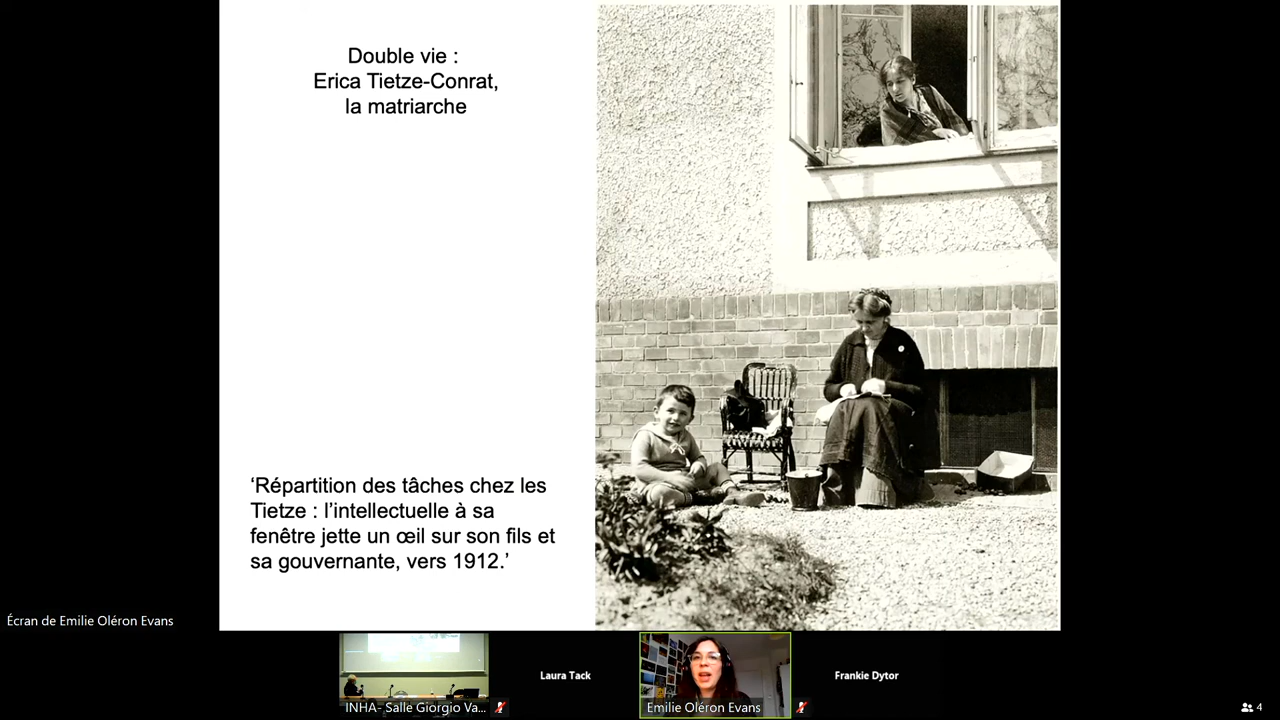 Double vie :
Erica Tietze-Conrat,
la matriarche
‘Répartition des tâches chez les
Tietze : l’intellectuelle à sa
fenêtre jette un œil sur son fils et
sa gouvernante, vers 1912.’
Écran de Emilie Oléron Evans
INHA- Salle Giorgio Va...
Laura Tack
Emilie Oléron Evans
Frankie Dytor
4